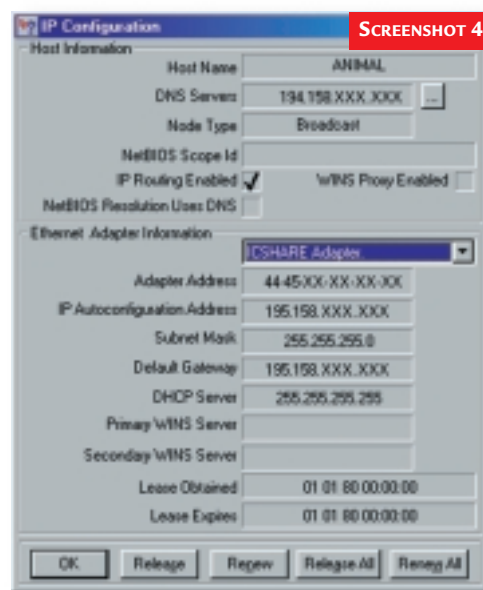 IP Configuration
SCREENSHOT 4
Host Information
Host Name ANIMAL
DNS Servers 194.158.XXX.XXX ...
Node Type Broadcast
NetBIOS Scope Id
IP Routing Enabled WINS Proxy Enabled
NetBIOS Resolution Uses DNS
Ethernet Adapter Information
ICSHARE Adapter.
Adapter Address 44-45-XX-XX-XX-XX
IP Autoconfiguration Address 195.158.XXX.XXX
Subnet Mask 255.255.255.0
Default Gateway 195.158.XXX.XXX
DHCP Server 255.255.255.255
Primary WINS Server
Secondary WINS Server
Lease Obtained 01 01 80 00:00:00
Lease Expires 01 01 80 00:00:00
OK Release Renew Release All Renew All